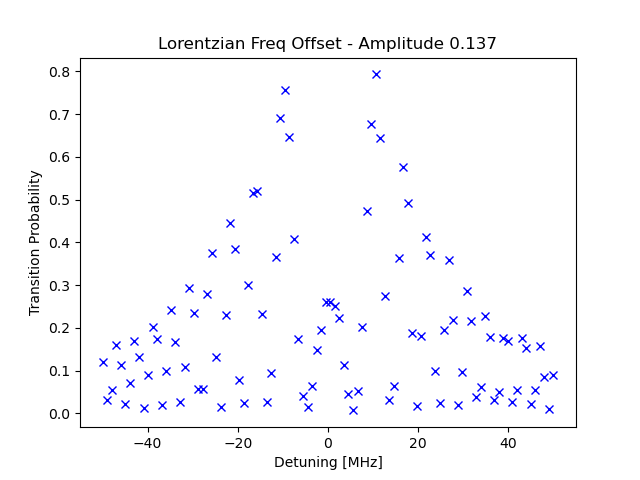 Lorentzian Freq Offset - Amplitude 0.137
Transition Probability
0.8
0.7
0.6
0.5
0.4
0.3
0.2
0.1
0.0
−40 −20 0 20 40
Detuning [MHz]